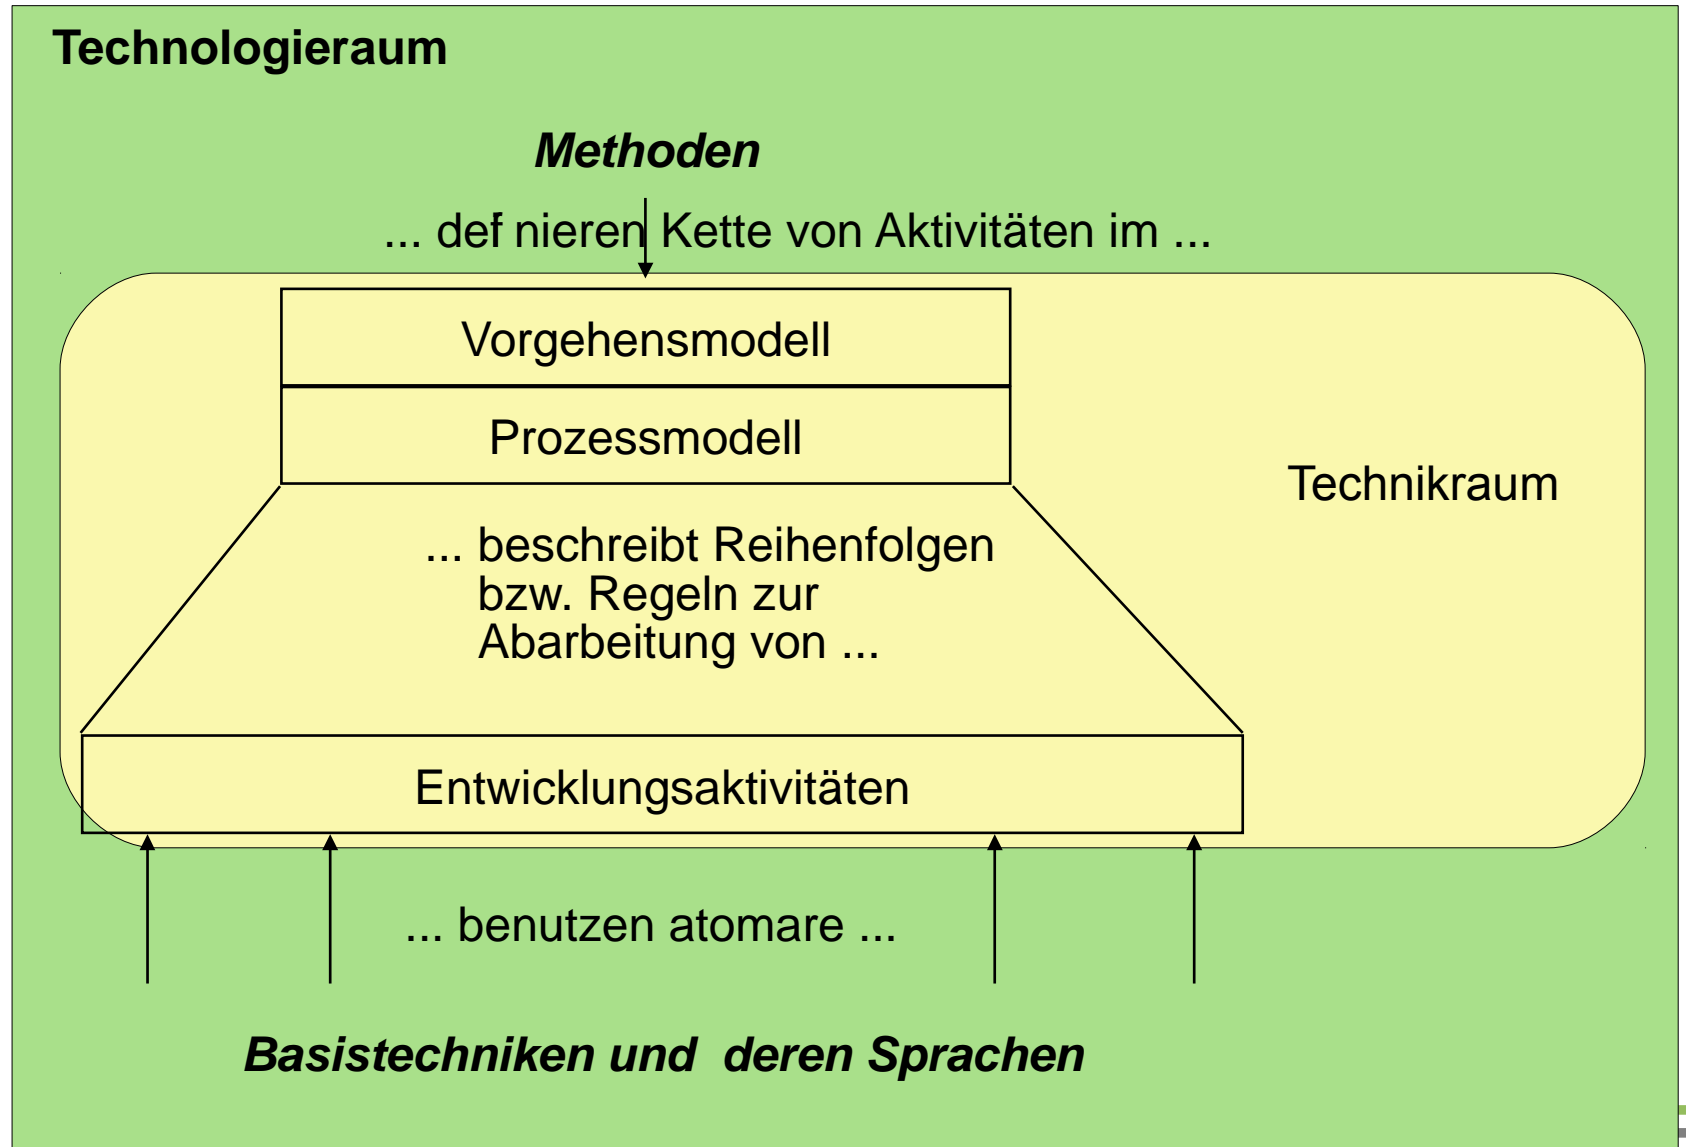 Technologieraum
Methoden
... def nieren Kette von Aktivitäten im ...
Vorgehensmodell
Prozessmodell
Technikraum
... beschreibt Reihenfolgen
bzw. Regeln zur
Abarbeitung von ...
Entwicklungsaktivitäten
... benutzen atomare ...
Basistechniken und deren Sprachen